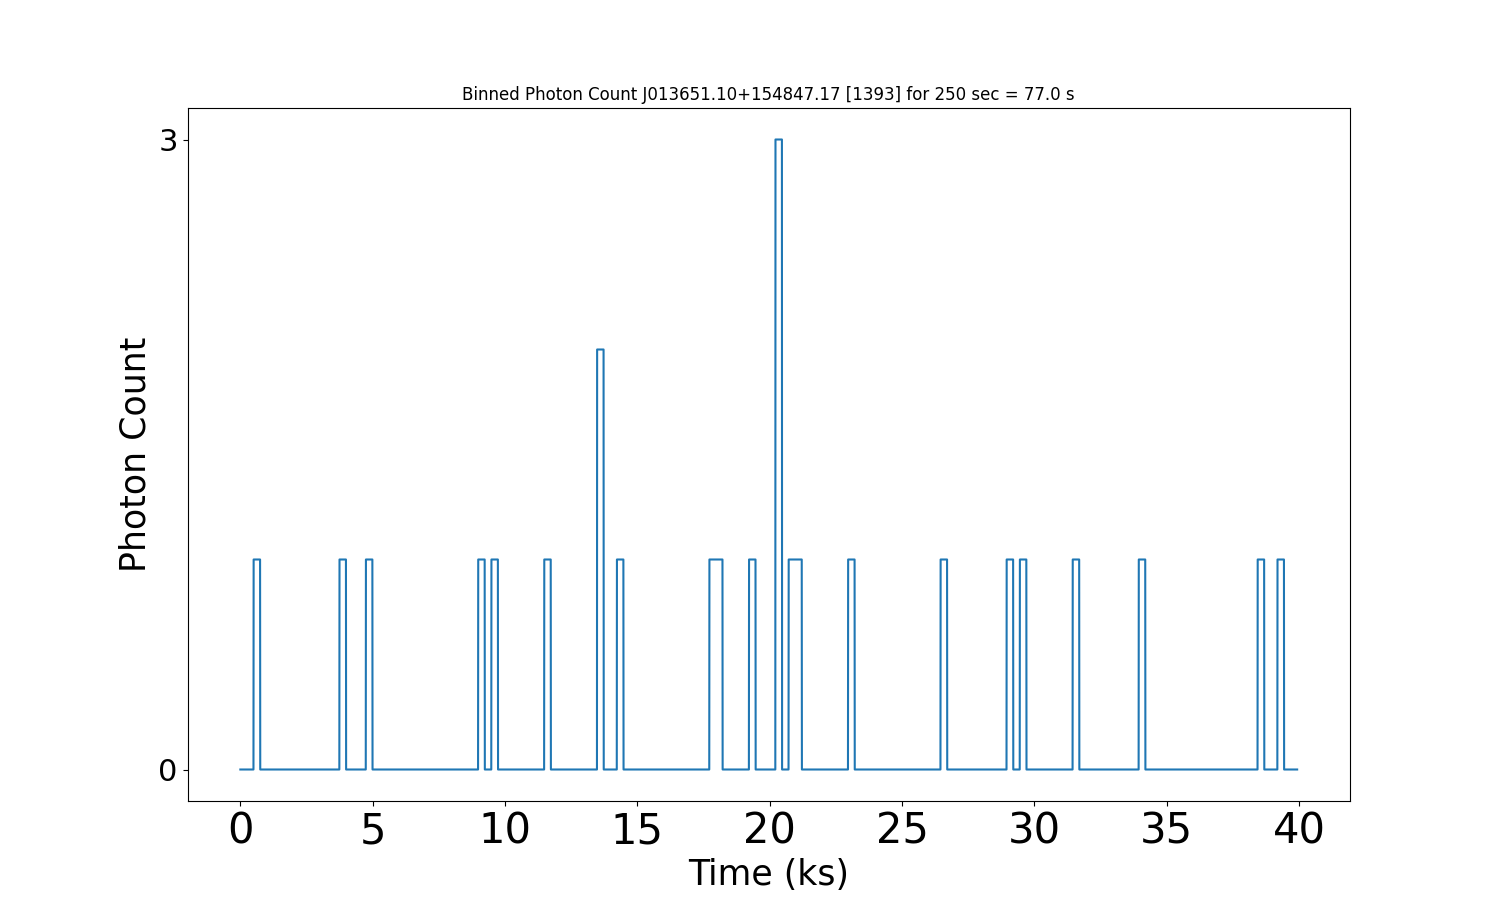 Binned Photon Count J013651.10+154847.17 [1393] for 250 sec = 77.0 s
3
Photon Count
0
0 5 10 15 20 25 30 35 40
Time (ks)